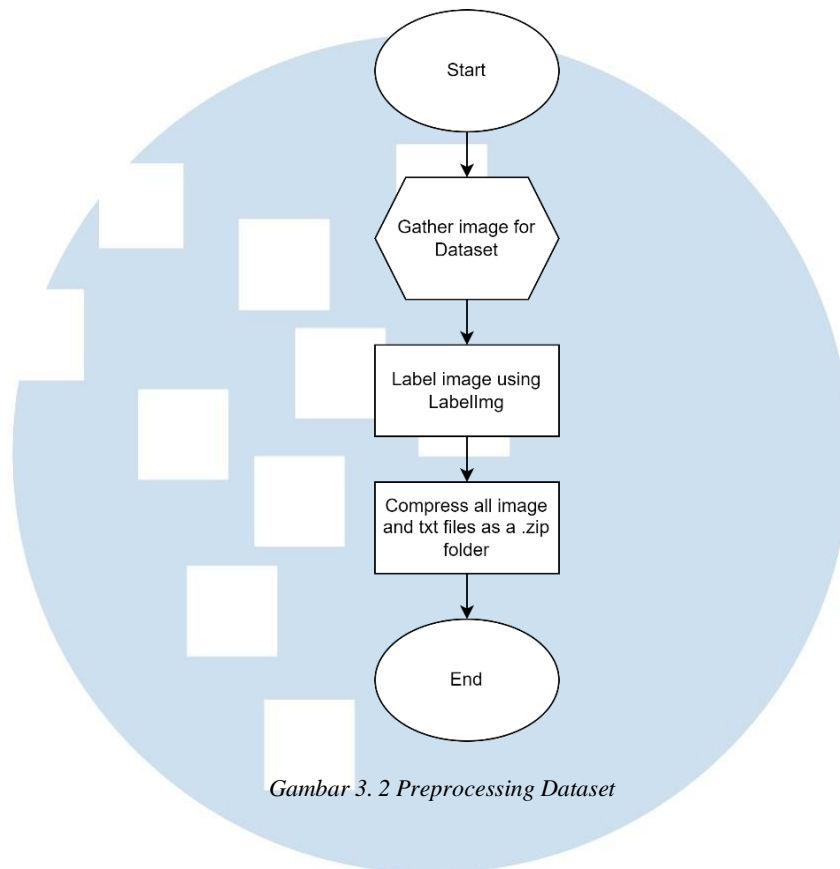 Start
Gather image for
Dataset
Label image using
LabelImg
Compress all image
and txt files as a .zip
folder
End
Gambar 3. 2 Preprocessing Dataset